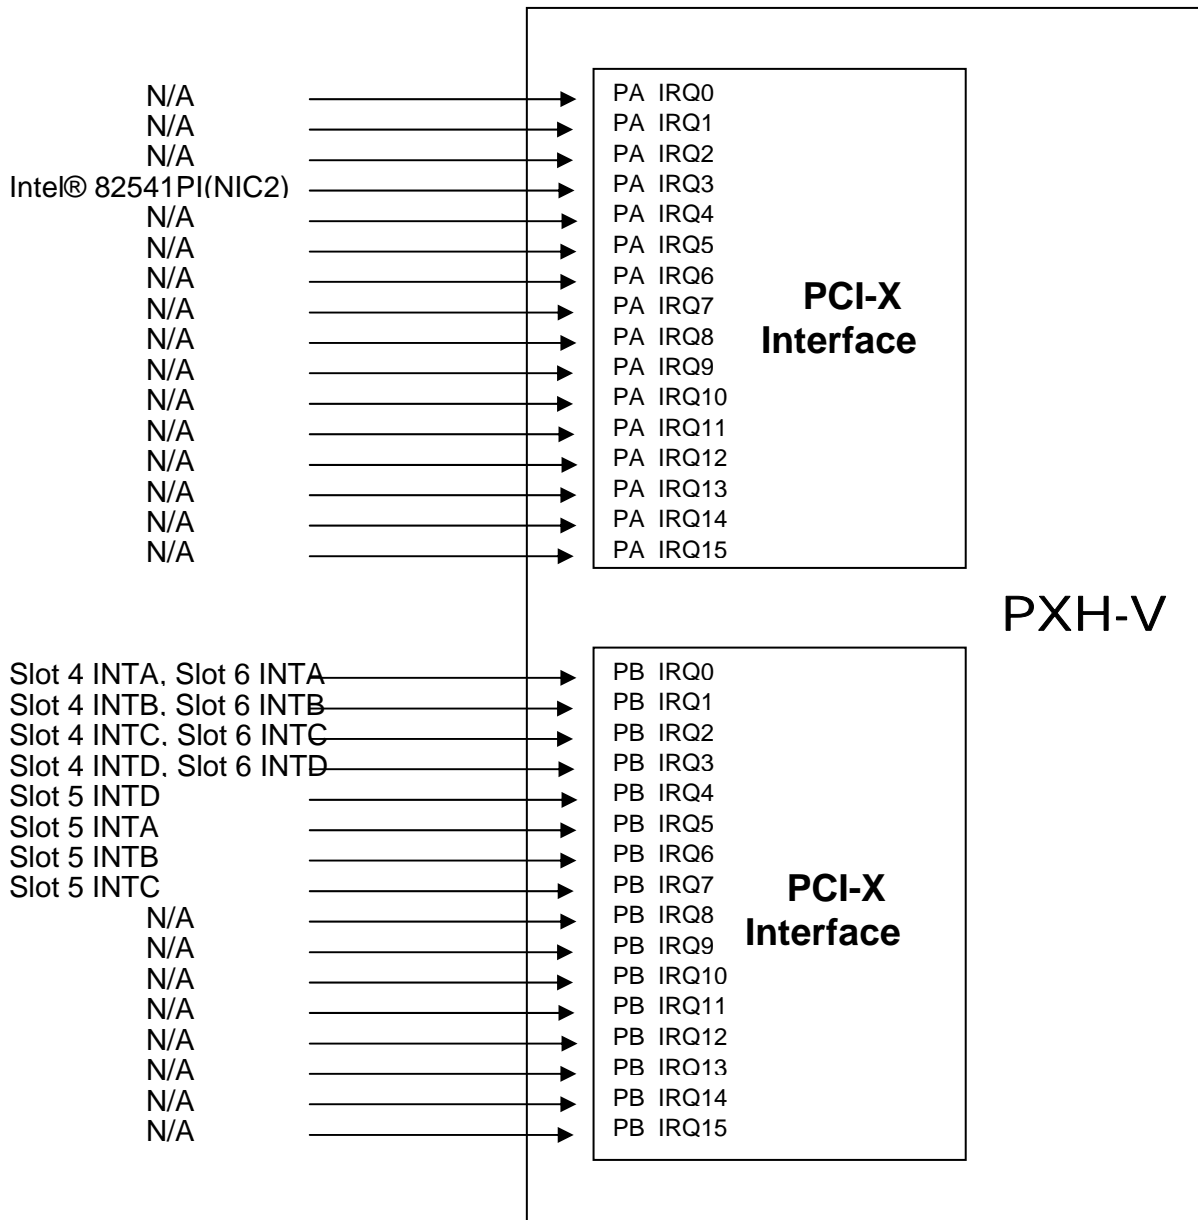 N/A PA IRQ0
N/A PA IRQ1
N/A PA IRQ2
Intel® 82541PI(NIC2) PA IRQ3
N/A PA IRQ4
N/A PA IRQ5
N/A PA IRQ6
N/A PA IRQ7
N/A PA IRQ8
N/A PA IRQ9
N/A PA IRQ10
N/A PA IRQ11
N/A PA IRQ12
N/A PA IRQ13
N/A PA IRQ14
N/A PA IRQ15
PCI-X
Interface
PXH-V
Slot 4 INTA, Slot 6 INTA PB IRQ0
Slot 4 INTB, Slot 6 INTB PB IRQ1
Slot 4 INTC, Slot 6 INTC PB IRQ2
Slot 4 INTD, Slot 6 INTD PB IRQ3
Slot 5 INTD PB IRQ4
Slot 5 INTA PB IRQ5
Slot 5 INTB PB IRQ6
Slot 5 INTC PB IRQ7
N/A PB IRQ8
N/A PB IRQ9
N/A PB IRQ10
N/A PB IRQ11
N/A PB IRQ12
N/A PB IRQ13
N/A PB IRQ14
N/A PB IRQ15
PCI-X
Interface